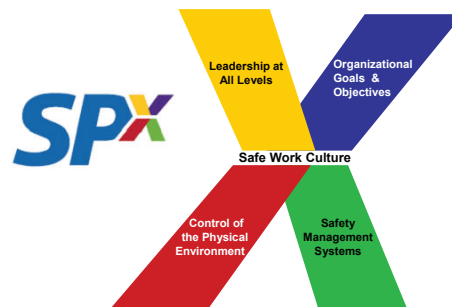 SPX
Leadership at
All Levels
Organizational
Goals &
Objectives
Safe Work Culture
Control of
the Physical
Environment
Safety
Management
Systems